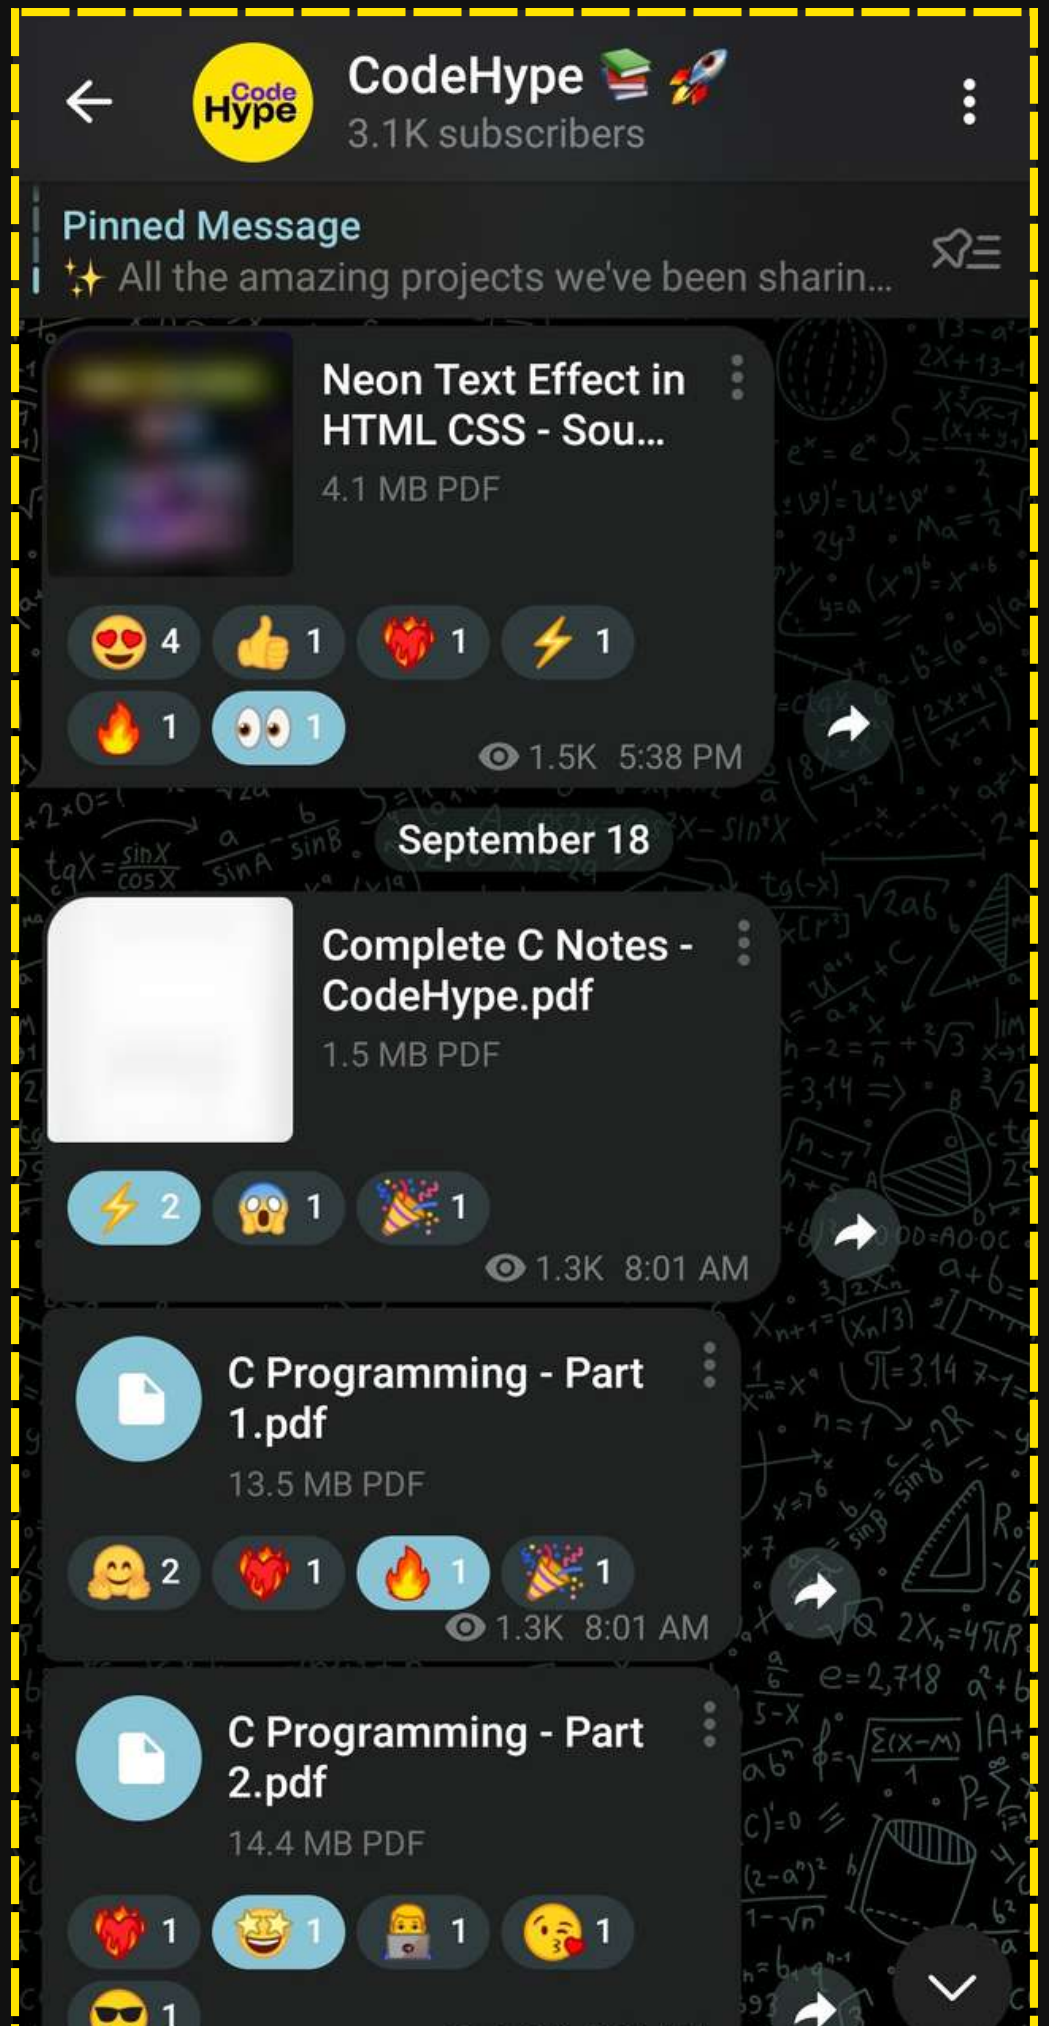 Code
Hype
CodeHype 📚 🚀
3.1K subscribers
Pinned Message
✨ All the amazing projects we've been sharin...
Neon Text Effect in
HTML CSS - Sou...
4.1 MB PDF
😍 4 👍 1 ❤️‍🔥 1 ⚡ 1
🔥 1 👀 1
1.5K 5:38 PM
September 18
Complete C Notes -
CodeHype.pdf
1.5 MB PDF
⚡ 2 😱 1 🎉 1
1.3K 8:01 AM
C Programming - Part
1.pdf
13.5 MB PDF
🤗 2 ❤️‍🔥 1 🔥 1 🎉 1
1.3K 8:01 AM
C Programming - Part
2.pdf
14.4 MB PDF
❤️‍🔥 1 🤩 1 👨‍💻 1 😘 1
😎 1